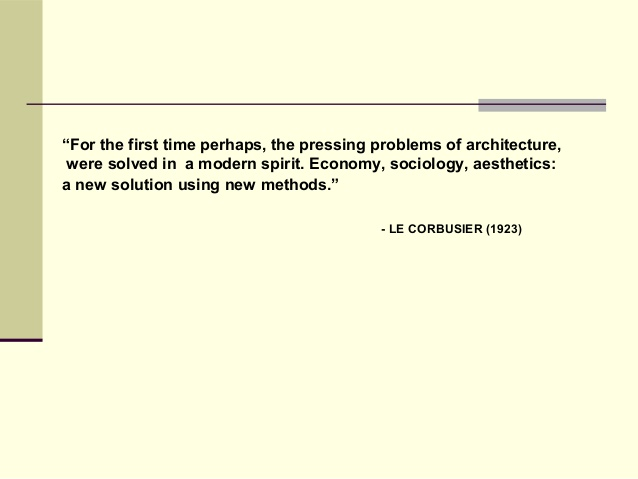 “For the first time perhaps, the pressing problems of architecture,
were solved in  a modern spirit. Economy, sociology, aesthetics:
a new solution using new methods.”
- LE CORBUSIER (1923)